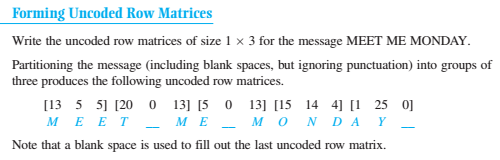 Forming Uncoded Row Matrices
Write the uncoded row matrices of size 1 × 3 for the message MEET ME MONDAY.
Partitioning the message (including blank spaces, but ignoring punctuation) into groups of
three produces the following uncoded row matrices.
[13 5 5] [20 0 13] [5 0 13] [15 14 4] [1 25 0]
M E E T __ M E __ M O N D A Y __
Note that a blank space is used to fill out the last uncoded row matrix.